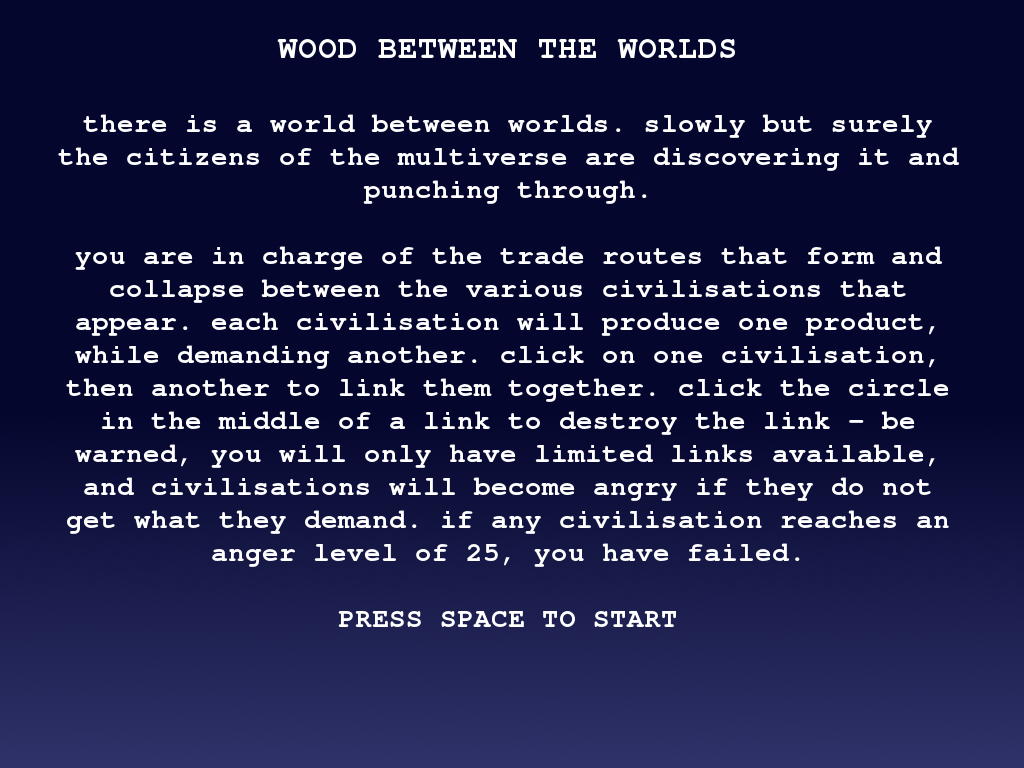 WOOD BETWEEN THE WORLDS
there is a world between worlds. slowly but surely
the citizens of the multiverse are discovering it and
punching through.
you are in charge of the trade routes that form and
collapse between the various civilisations that
appear. each civilisation will produce one product,
while demanding another. click on one civilisation,
then another to link them together. click the circle
in the middle of a link to destroy the link – be
warned, you will only have limited links available,
and civilisations will become angry if they do not
get what they demand. if any civilisation reaches an
anger level of 25, you have failed.
PRESS SPACE TO START